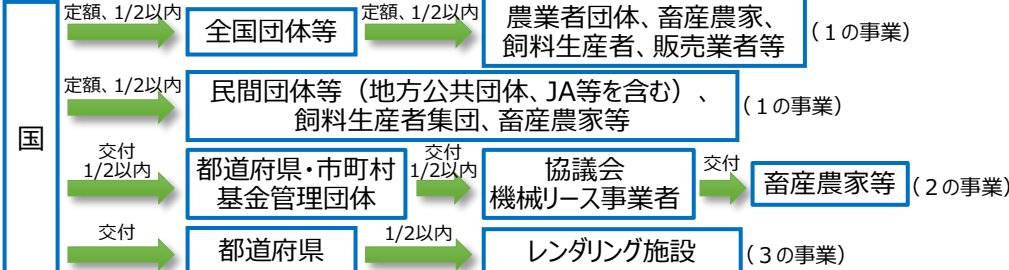 国
定額、1/2以内
全国団体等
定額、1/2以内
農業者団体、畜産農家、
飼料生産者、販売業者等
(１の事業)
定額、1/2以内
民間団体等（地方公共団体、JA等を含む）、
飼料生産者集団、畜産農家等
(１の事業)
交付
1/2以内
都道府県・市町村
基金管理団体
交付
1/2以内
協議会
機械リース事業者
交付
畜産農家等
(２の事業)
交付
都道府県
1/2以内
レンダリング施設
(３の事業)